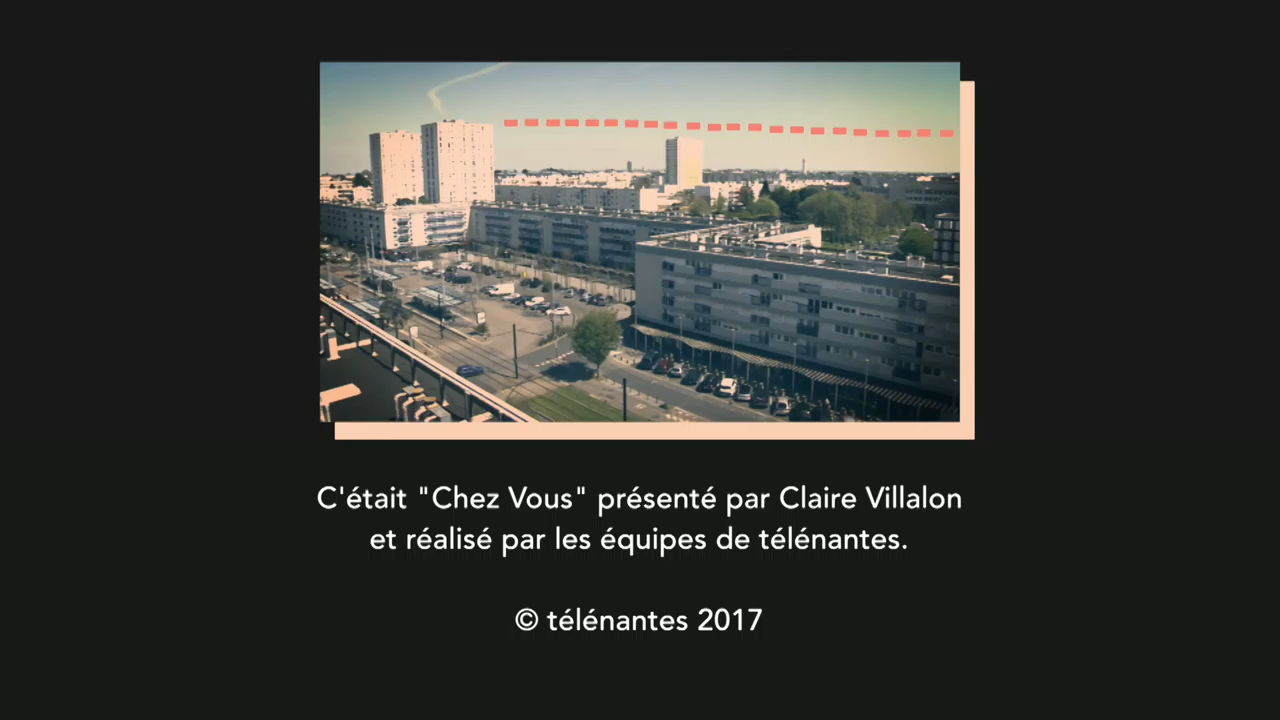 C'était "Chez Vous" présenté par Claire Villalon
et réalisé par les équipes de télénantes.
© télénantes 2017